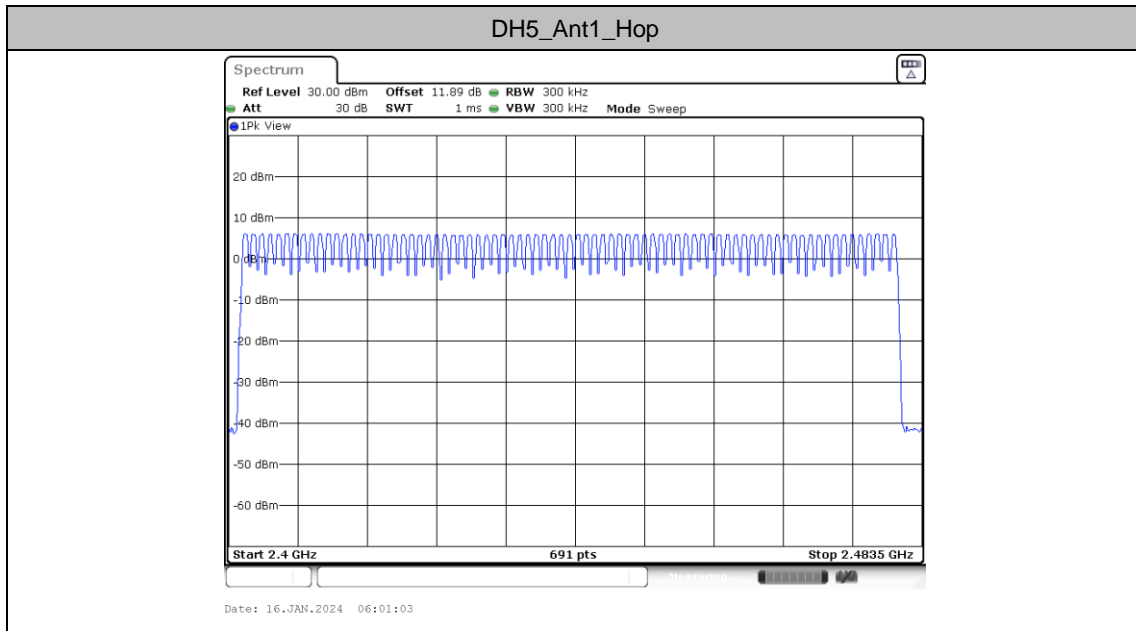 DH5_Ant1_Hop
Spectrum
Ref Level 30.00 dBm Offset 11.89 dB RBW 300 kHz
Att 30 dB SWT 1 ms VBW 300 kHz Mode Sweep
1Pk View
20 dBm
10 dBm
0 dBm
-10 dBm
-20 dBm
-30 dBm
-40 dBm
-50 dBm
-60 dBm
Start 2.4 GHz 691 pts Stop 2.4835 GHz
Measuring
Date: 16.JAN.2024 06:01:03